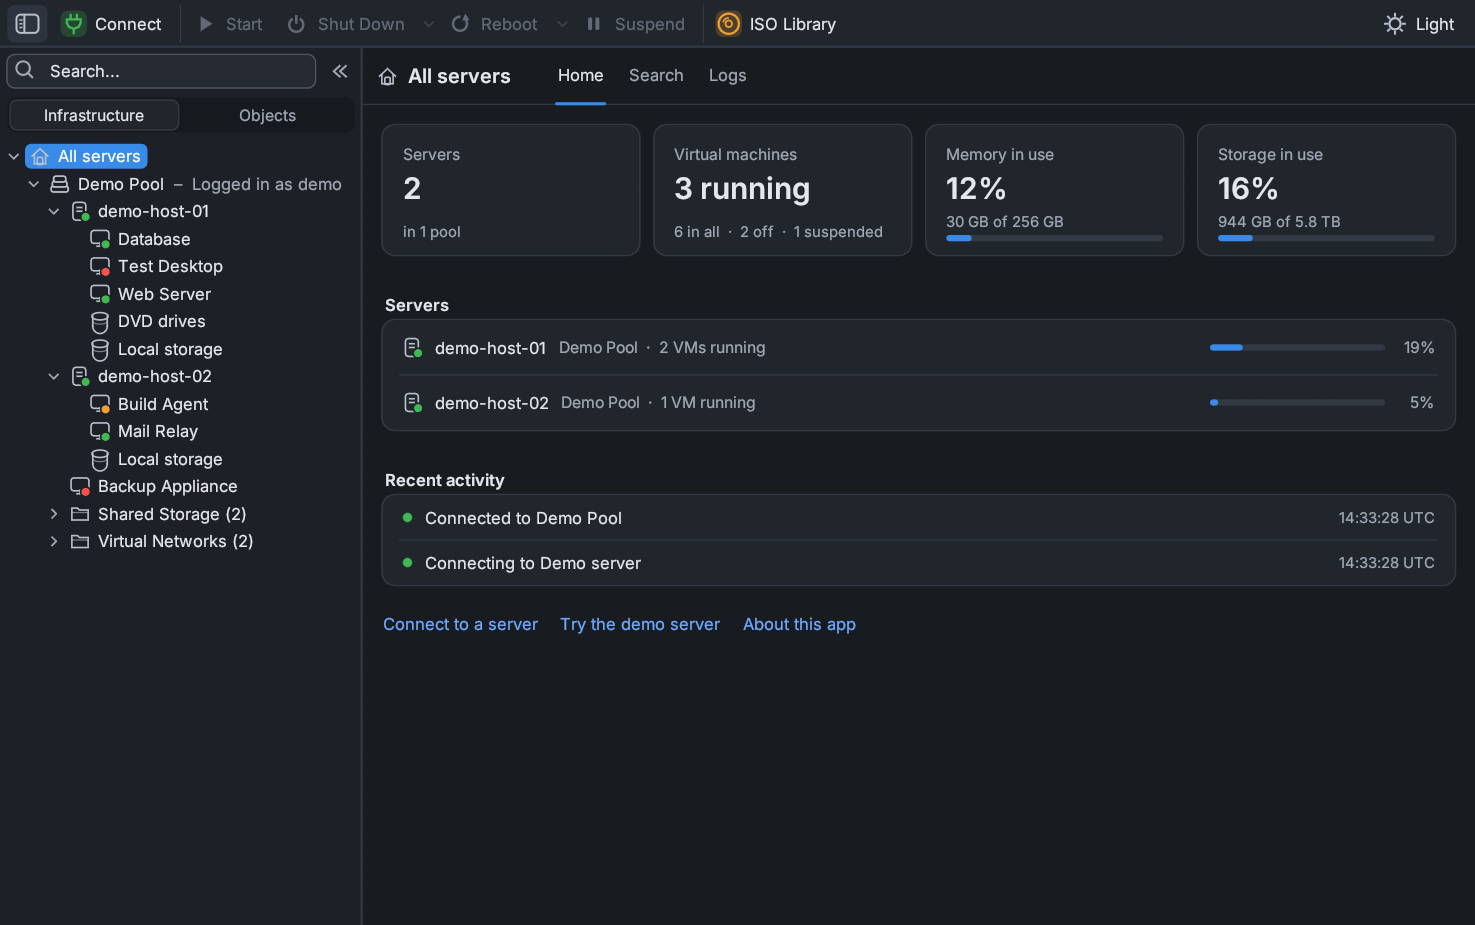 Connect Start Shut Down Reboot Suspend ISO Library Light
Search...
Infrastructure Objects
All servers
Demo Pool – Logged in as demo
demo-host-01
Database
Test Desktop
Web Server
DVD drives
Local storage
demo-host-02
Build Agent
Mail Relay
Local storage
Backup Appliance
Shared Storage (2)
Virtual Networks (2)
All servers Home Search Logs
Servers
2
in 1 pool
Virtual machines
3 running
6 in all · 2 off · 1 suspended
Memory in use
12%
30 GB of 256 GB
Storage in use
16%
944 GB of 5.8 TB
Servers
demo-host-01 Demo Pool · 2 VMs running 19%
demo-host-02 Demo Pool · 1 VM running 5%
Recent activity
Connected to Demo Pool 14:33:28 UTC
Connecting to Demo server 14:33:28 UTC
Connect to a server Try the demo server About this app